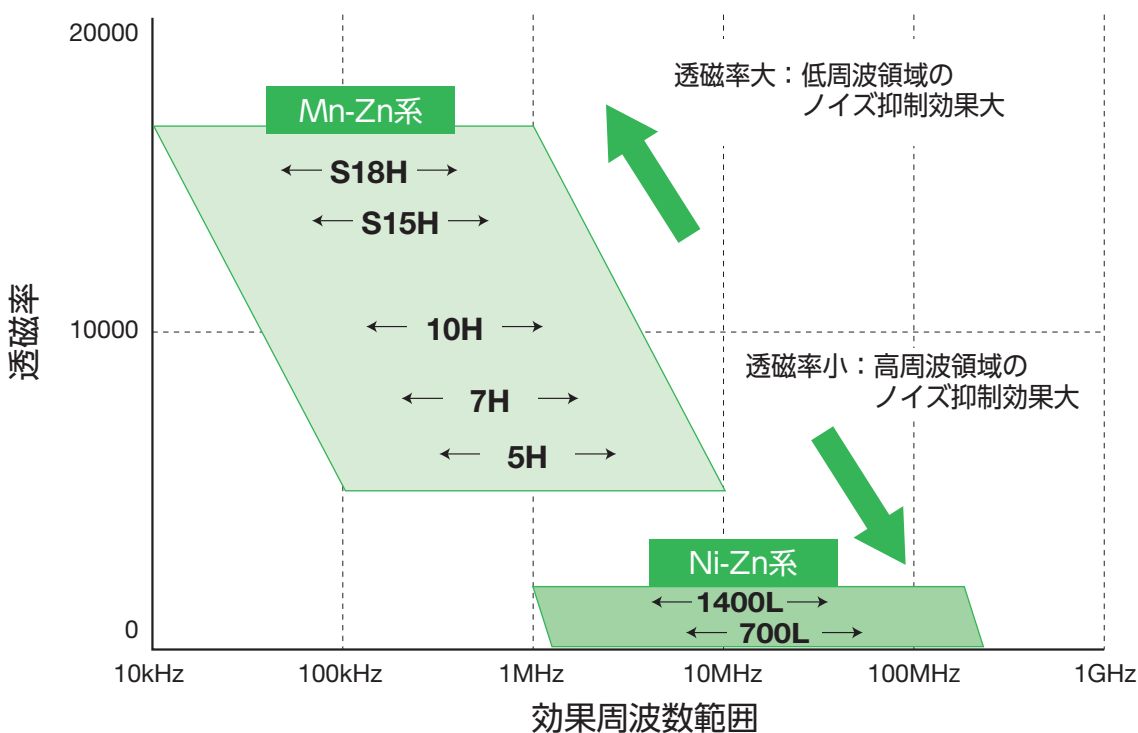 20000
透磁率大：低周波領域の
ノイズ抑制効果大
Mn-Zn系
S18H
S15H
透磁率
10000
10H
透磁率小：高周波領域の
ノイズ抑制効果大
7H
5H
Ni-Zn系
1400L
700L
0
10kHz 100kHz 1MHz 10MHz 100MHz 1GHz
効果周波数範囲